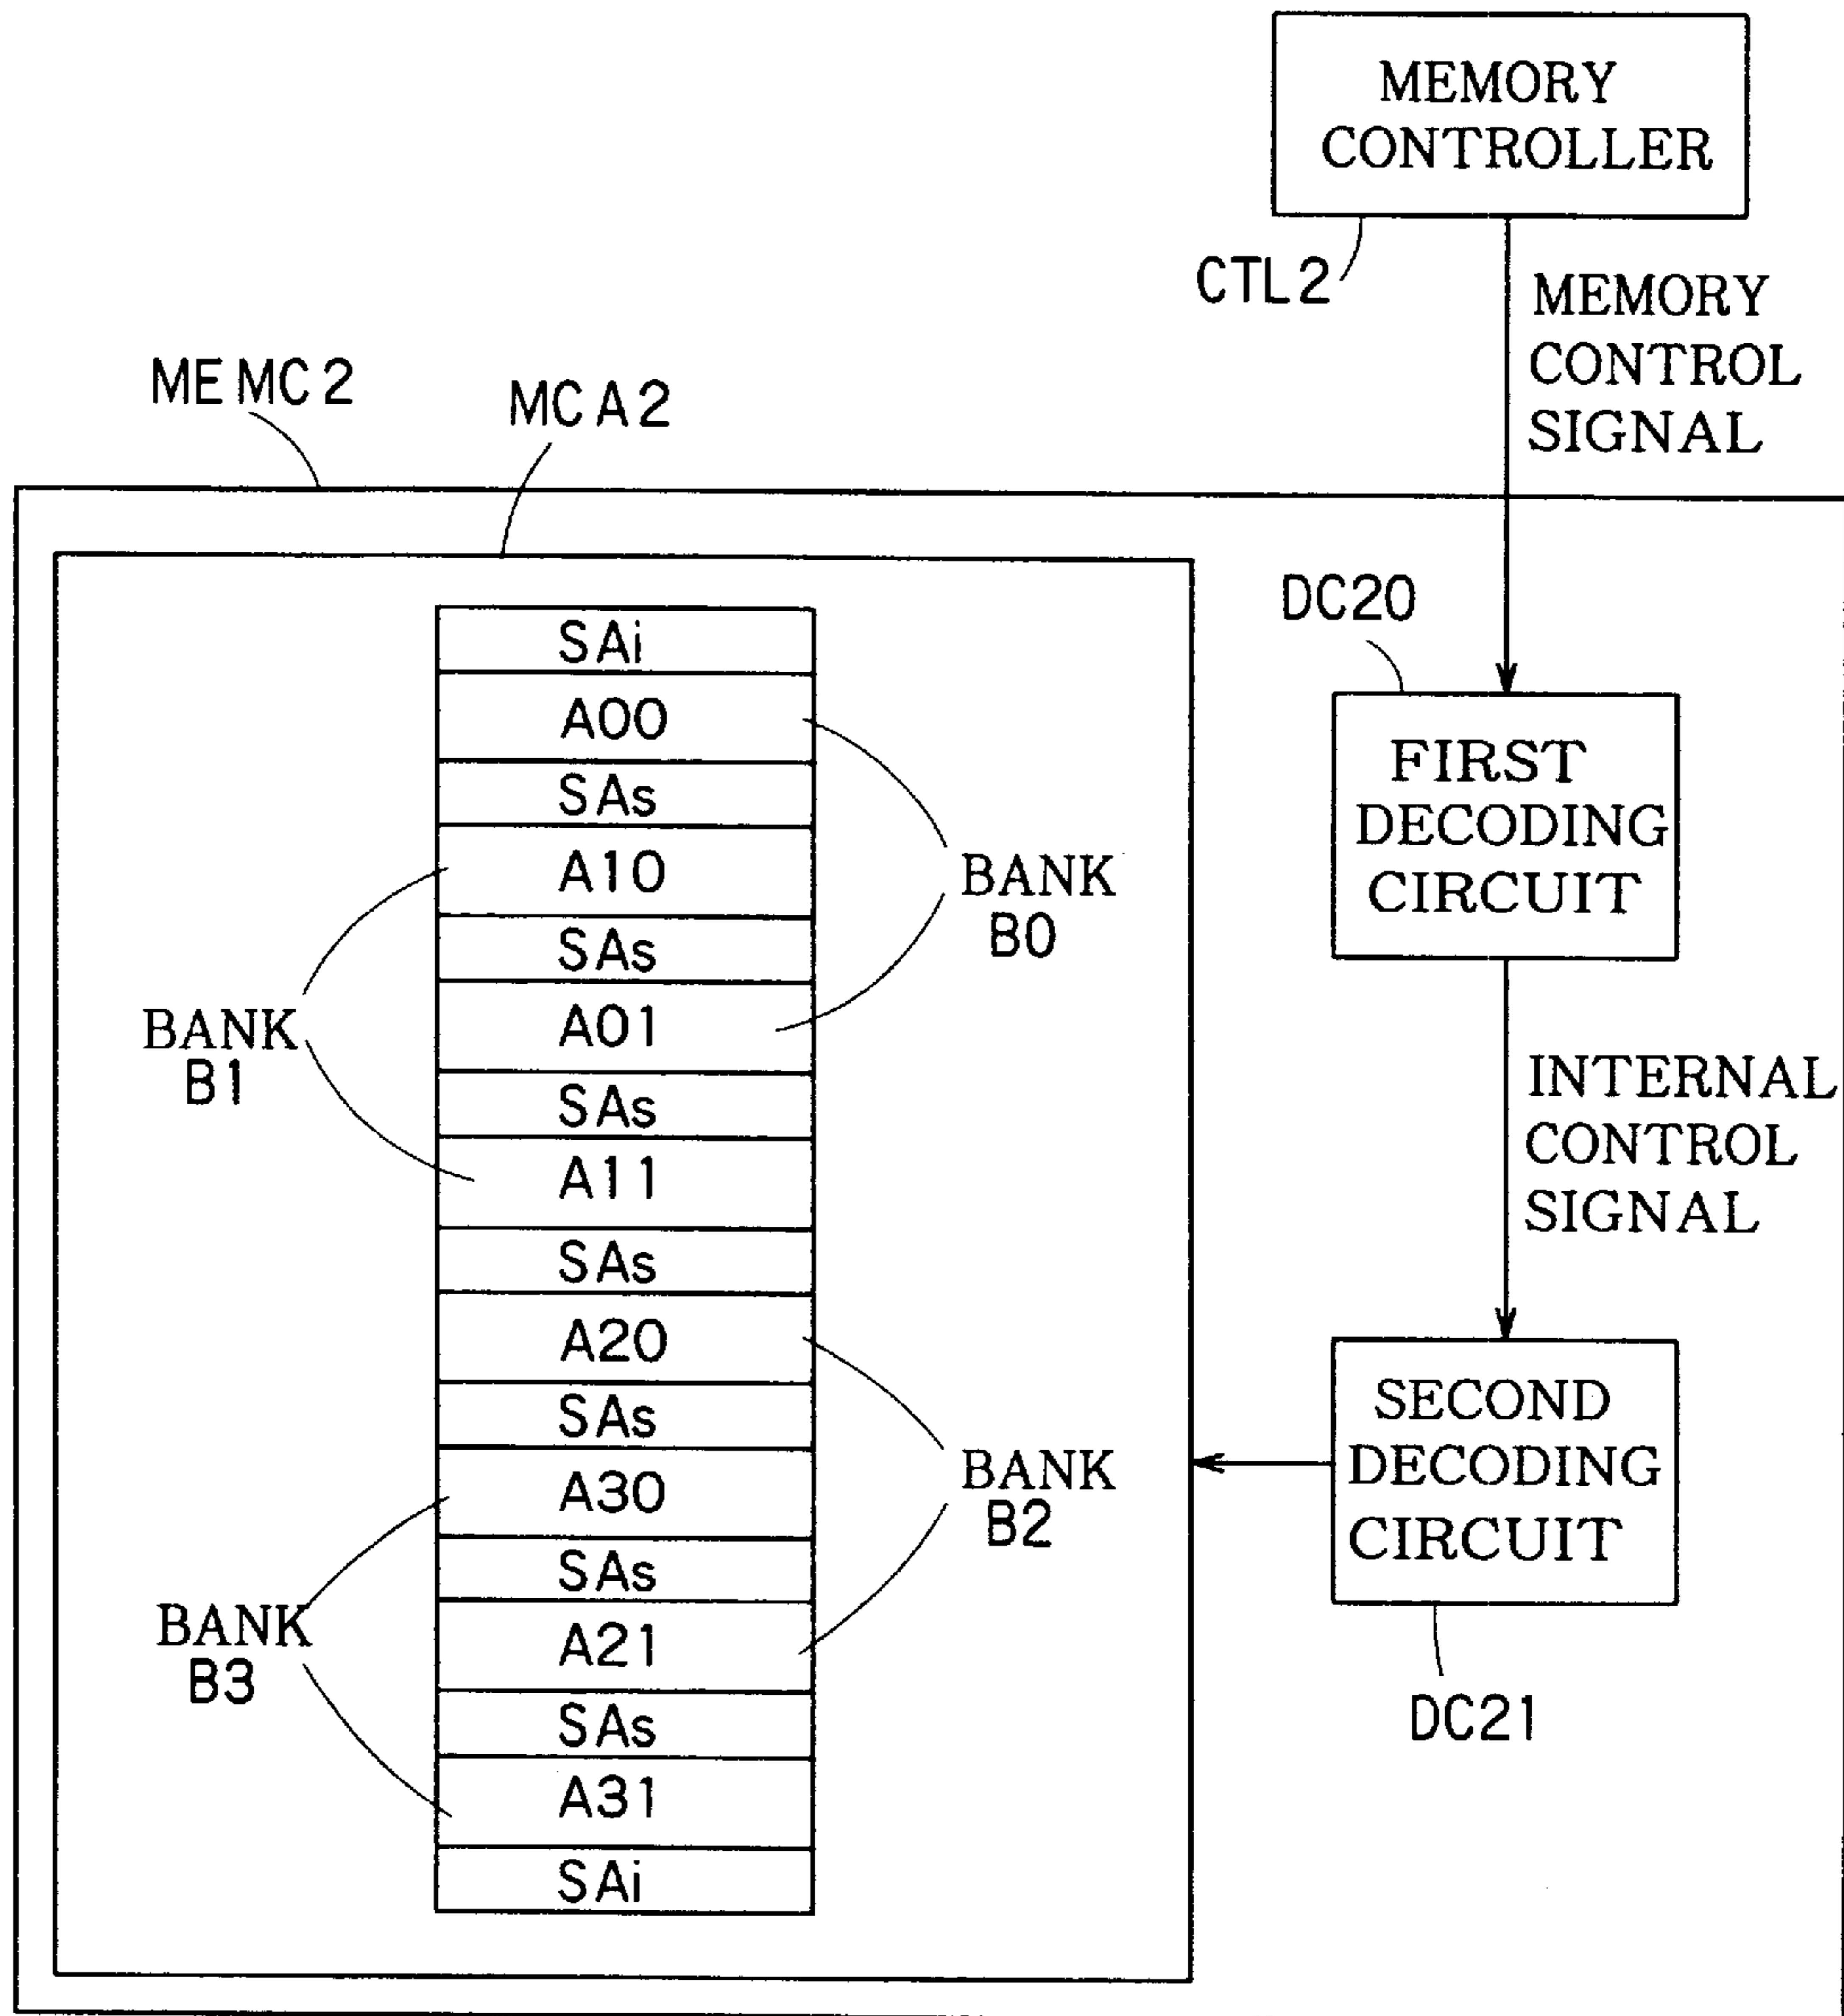 MEMORY
CONTROLLER
CTL2
MEMORY
CONTROL
SIGNAL
MEMC2
MCA2
DC20
FIRST
DECODING
CIRCUIT
INTERNAL
CONTROL
SIGNAL
SECOND
DECODING
CIRCUIT
DC21
SAi
A00
SAs
A10
SAs
A01
SAs
A11
SAs
A20
SAs
A30
SAs
A21
SAs
A31
SAi
BANK
B0
BANK
B1
BANK
B2
BANK
B3